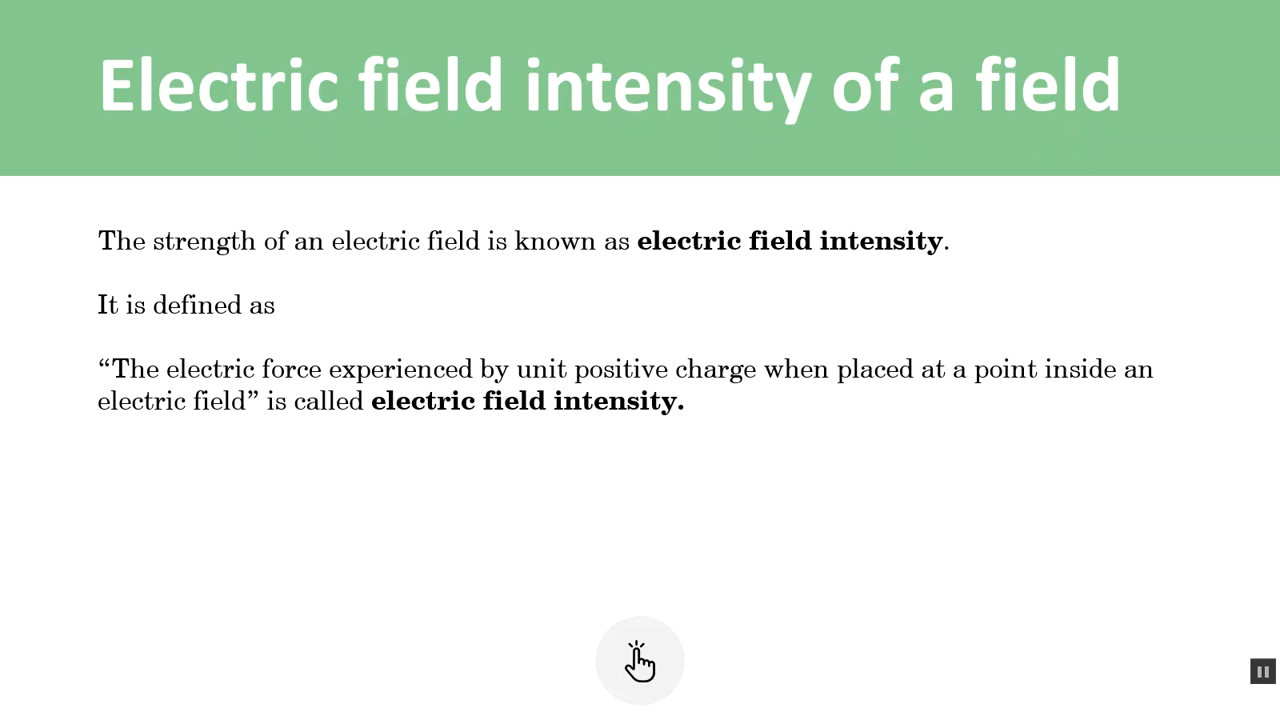 Electric field intensity of a field
The strength of an electric field is known as electric field intensity.
It is defined as
“The electric force experienced by unit positive charge when placed at a point inside an
electric field” is called electric field intensity.